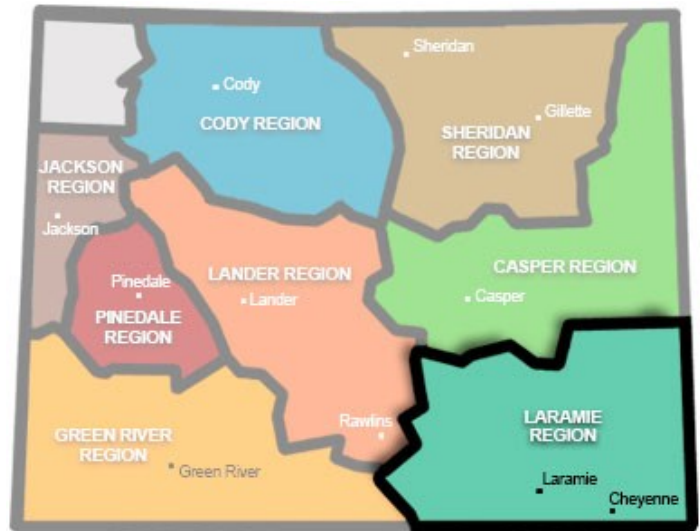 Sheridan
Cody
Gillette
CODY REGION
SHERIDAN
REGION
JACKSON
REGION
Jackson
LANDER REGION
CASPER REGION
Pinedale
Lander
Casper
PINEDALE
REGION
Rawlins
LARAMIE
REGION
GREEN RIVER
REGION
Green River
Laramie
Cheyenne